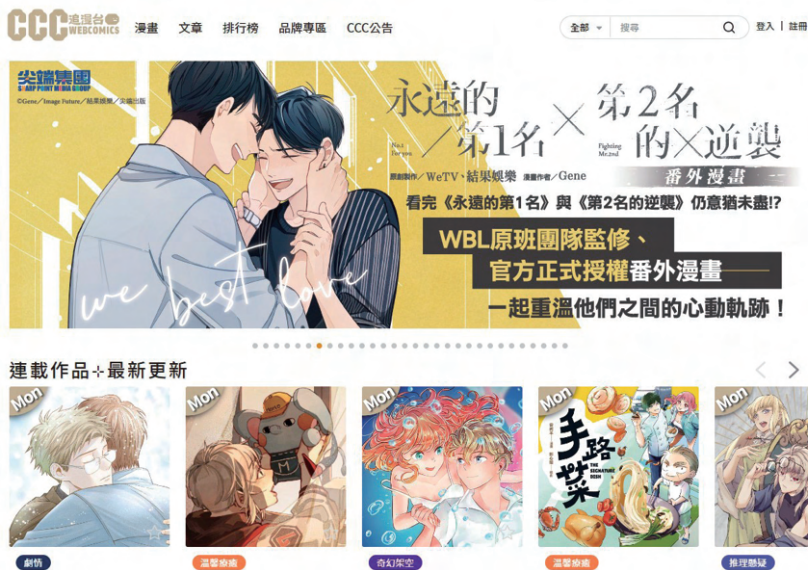 CCC追漫台
WEBCOMICS
漫畫 文章 排行榜 品牌專區 CCC公告
全部 搜尋
登入 | 註冊
尖端集團
SHARP POINT MEDIA GROUP
©Gene/Image Future/結果娛樂/尖端出版
永遠的
／第1名
×
第2名
的×逆襲
No.1
For you
Fighting
Mr.2nd
番外漫畫
原創製作／WeTV、結果娛樂 漫畫作者／Gene
看完《永遠的第1名》與《第2名的逆襲》仍意猶未盡!?
WBL原班團隊監修、
官方正式授權番外漫畫
一起重溫他們之間的心動軌跡！
we best love
連載作品⊹最新更新
Mon
Mon
Mon
Mon
Mon
M
手路菜
THE
SIGNATURE
DISH
劇情
溫馨療癒
奇幻架空
溫馨療癒
推理懸疑